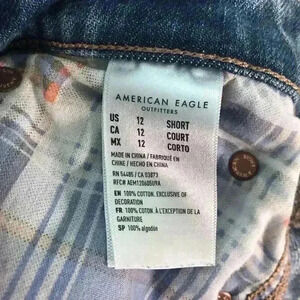 AMERICAN EAGLE
OUTFITTERS
US 12 SHORT
CA 12 COURT
MX 12 CORTO
MADE IN CHINA / FABRIQUÉ EN
CHINE / HECHO EN CHINA
RN 54485 / CA 03873
RFC# AEM120605UYA
EN 100% COTTON. EXCLUSIVE OF
DECORATION
FR: 100% COTON. À L'EXCEPTION DE LA
GARNITURE
SP 100% algodón